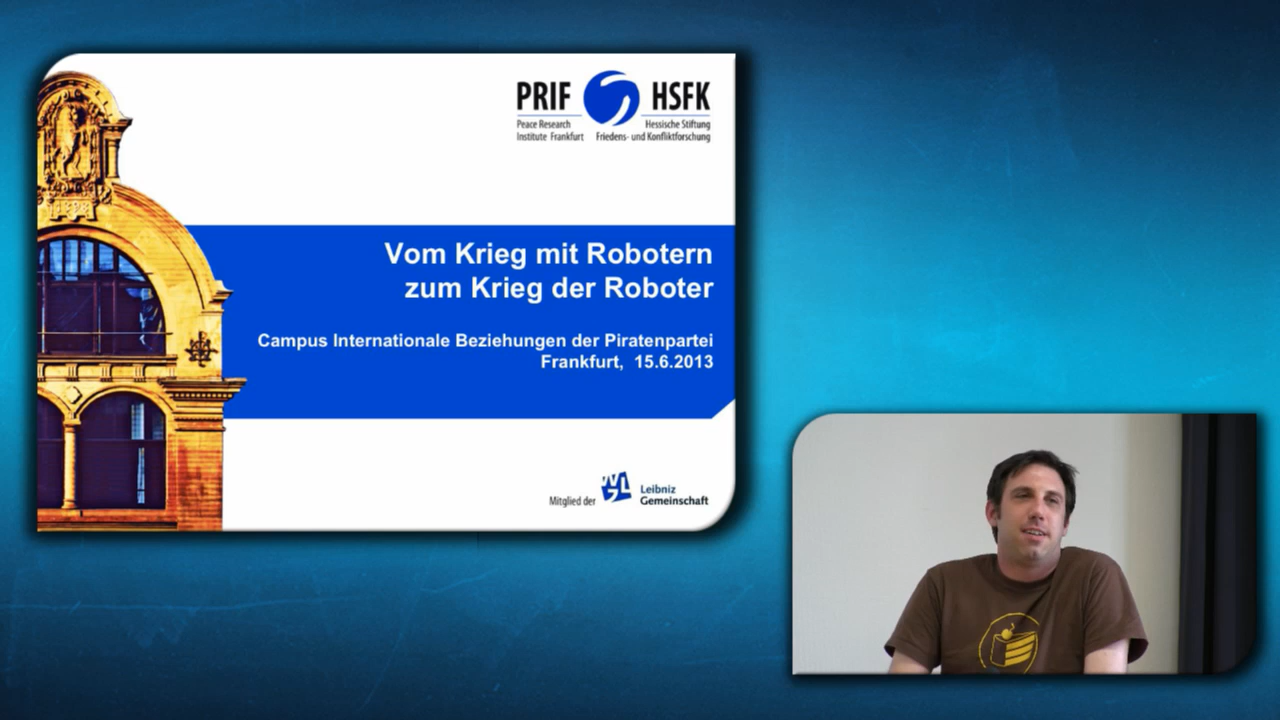 PRIF HSFK
Peace Research Hessische Stiftung
Institute Frankfurt Friedens- und Konfliktforschung
Vom Krieg mit Robotern
zum Krieg der Roboter
Campus Internationale Beziehungen der Piratenpartei
Frankfurt, 15.6.2013
Mitglied der
Leibniz
Gemeinschaft